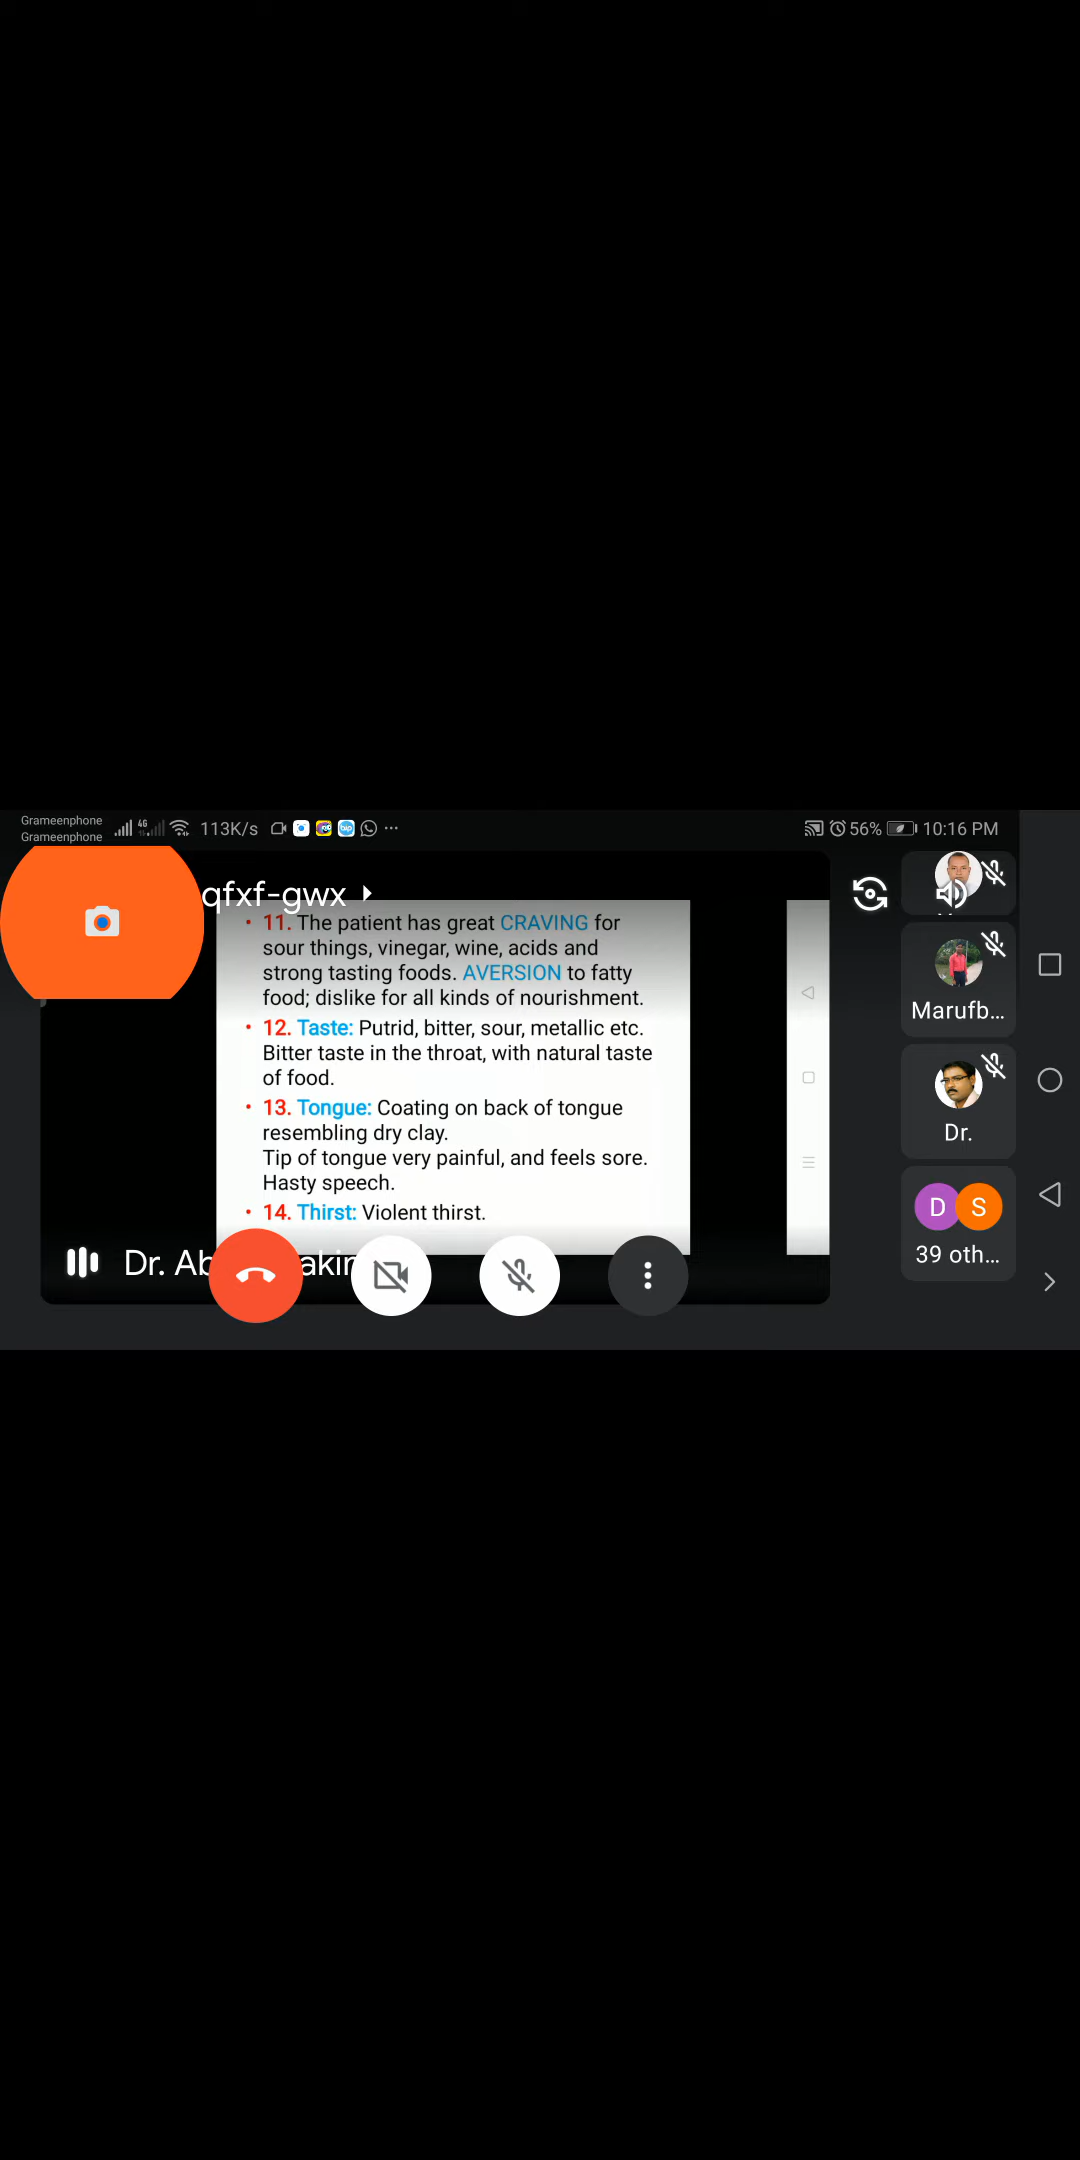 Grameenphone
Grameenphone
4G
113K/s
56%
10:16 PM
qfxf-gwx
• 11. The patient has great CRAVING for
sour things, vinegar, wine, acids and
strong tasting foods. AVERSION to fatty
food; dislike for all kinds of nourishment.
• 12. Taste: Putrid, bitter, sour, metallic etc.
Bitter taste in the throat, with natural taste
of food.
• 13. Tongue: Coating on back of tongue
resembling dry clay.
Tip of tongue very painful, and feels sore.
Hasty speech.
• 14. Thirst: Violent thirst.
Dr.
Marufb...
Dr.
D
S
39 oth...